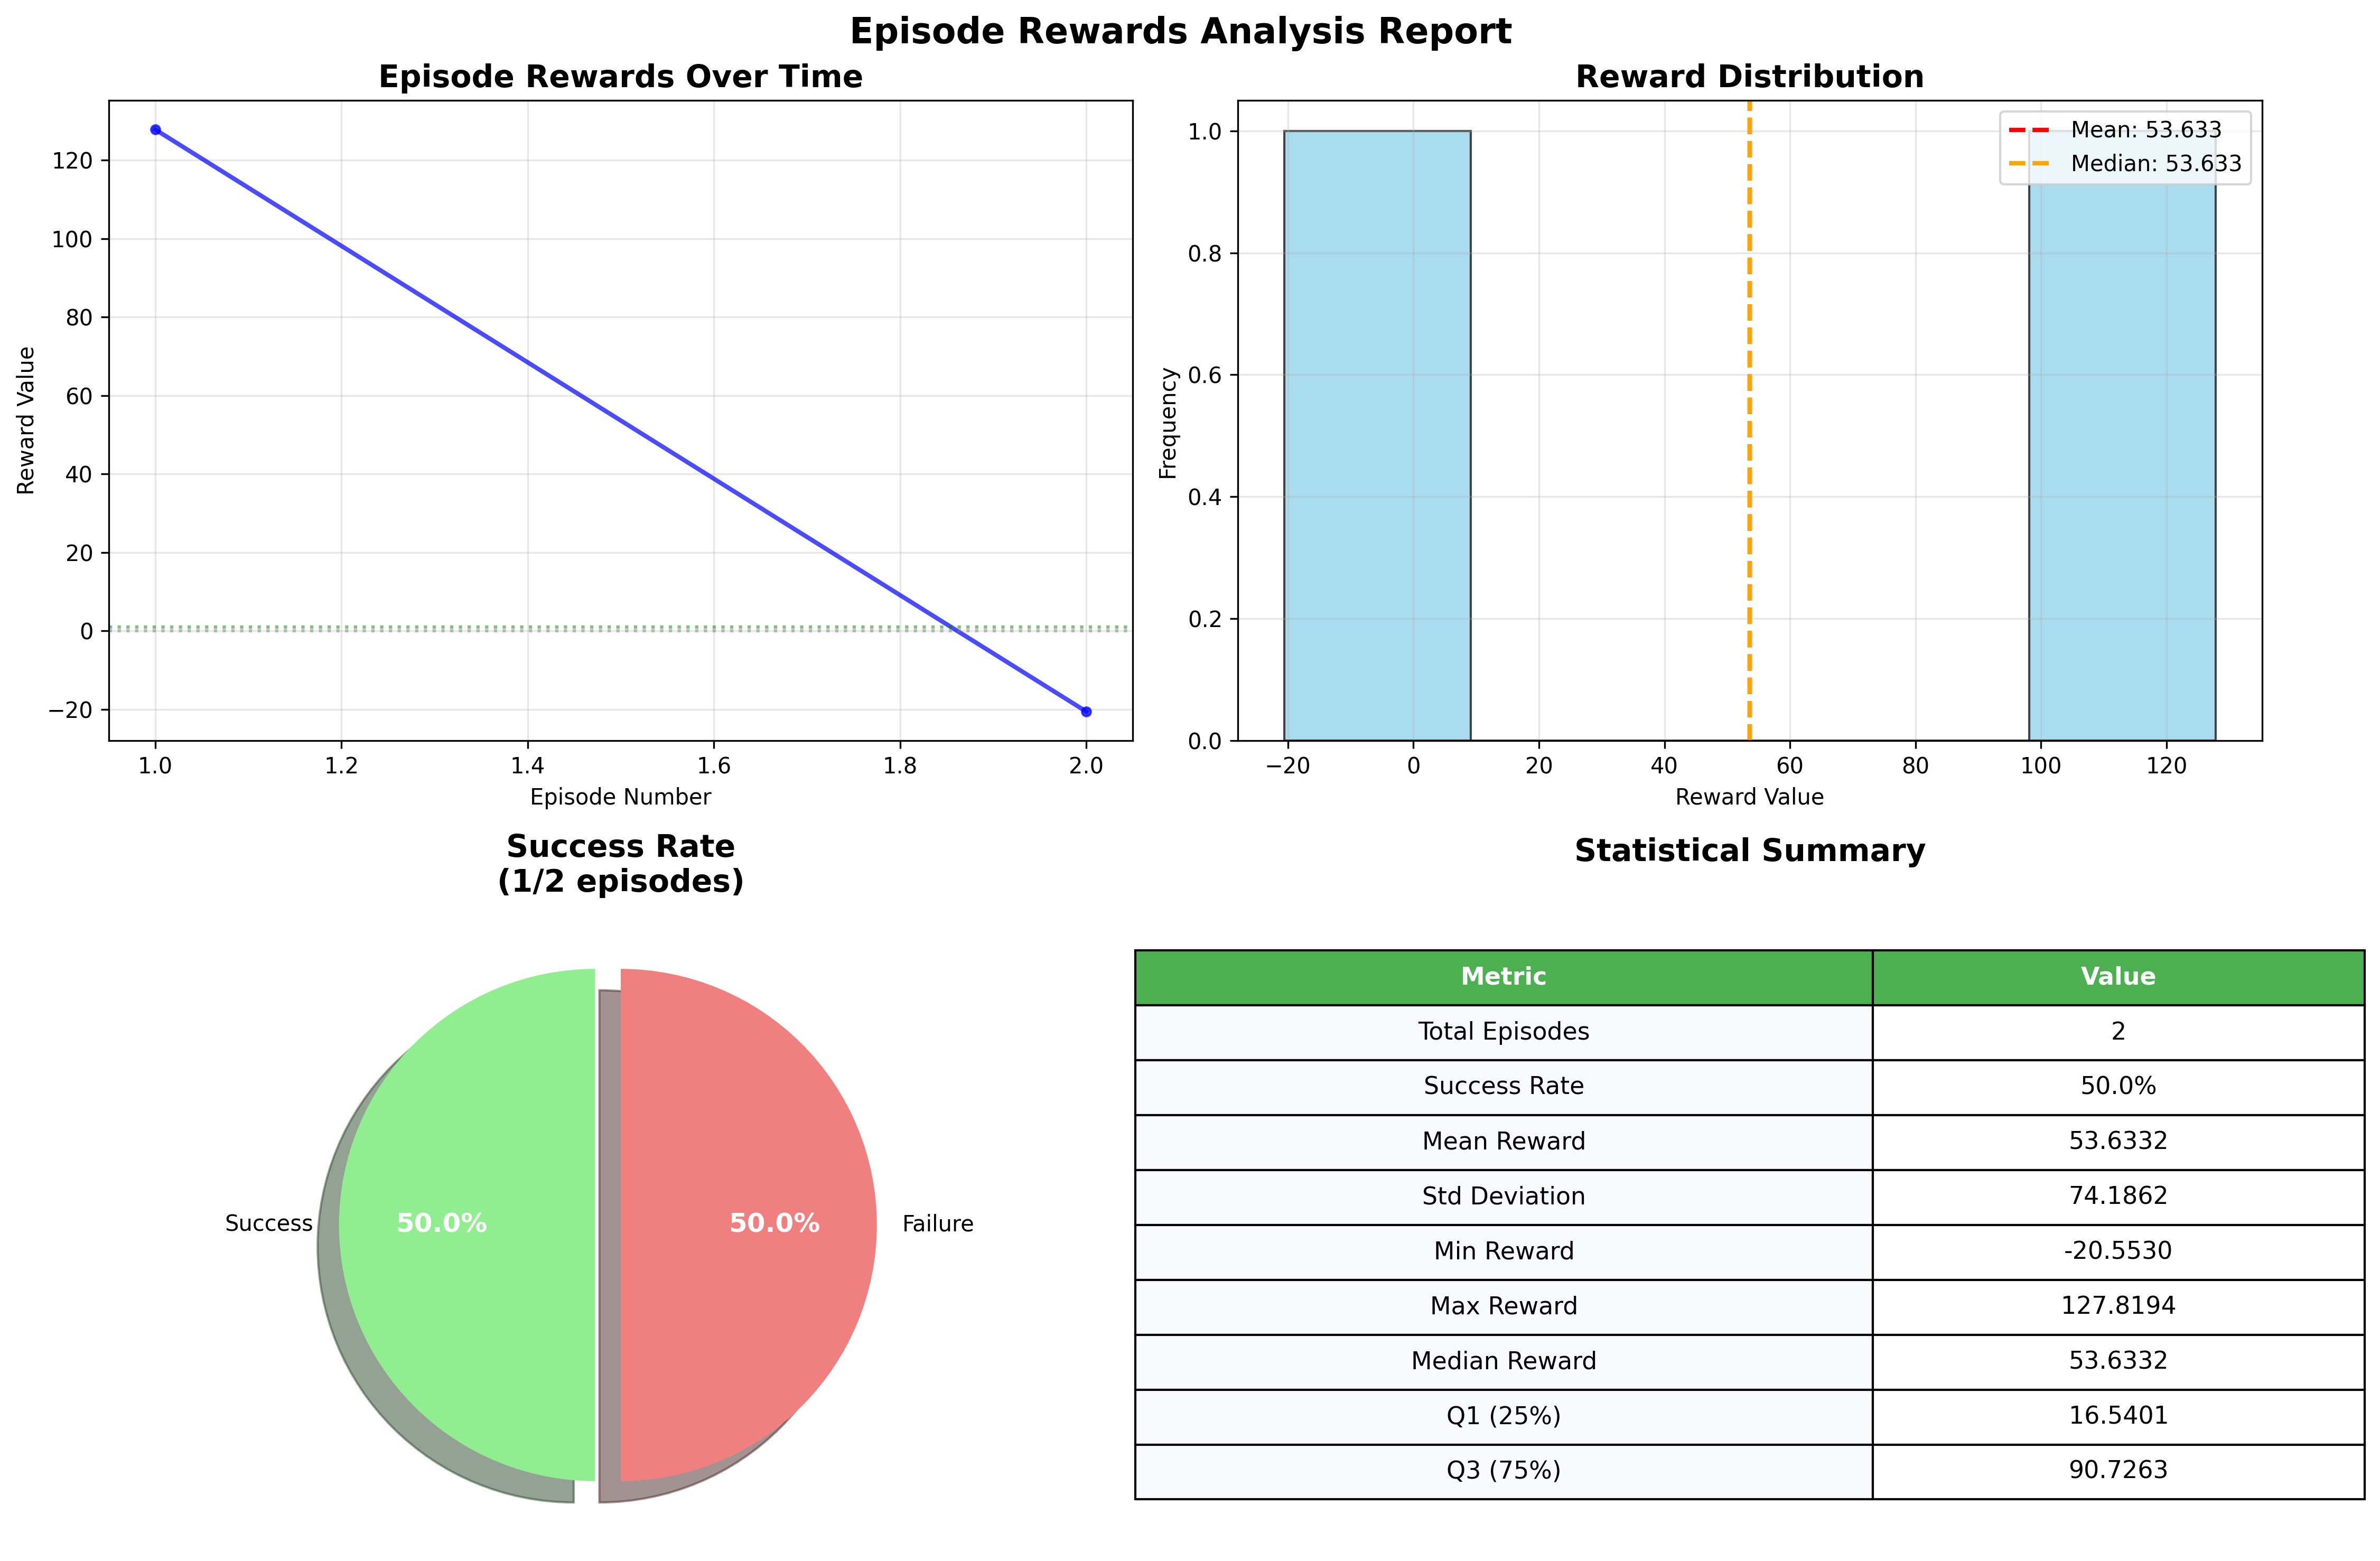 Episode Rewards Analysis Report
Episode Rewards Over Time
Reward Value
120
100
80
60
40
20
0
−20
1.0
1.2
1.4
1.6
1.8
2.0
Episode Number
Reward Distribution
Mean: 53.633
Median: 53.633
Frequency
1.0
0.8
0.6
0.4
0.2
0.0
−20
0
20
40
60
80
100
120
Reward Value
Success Rate
(1/2 episodes)
Success
50.0%
50.0%
Failure
Statistical Summary
Metric Value
Total Episodes 2
Success Rate 50.0%
Mean Reward 53.6332
Std Deviation 74.1862
Min Reward -20.5530
Max Reward 127.8194
Median Reward 53.6332
Q1 (25%) 16.5401
Q3 (75%) 90.7263